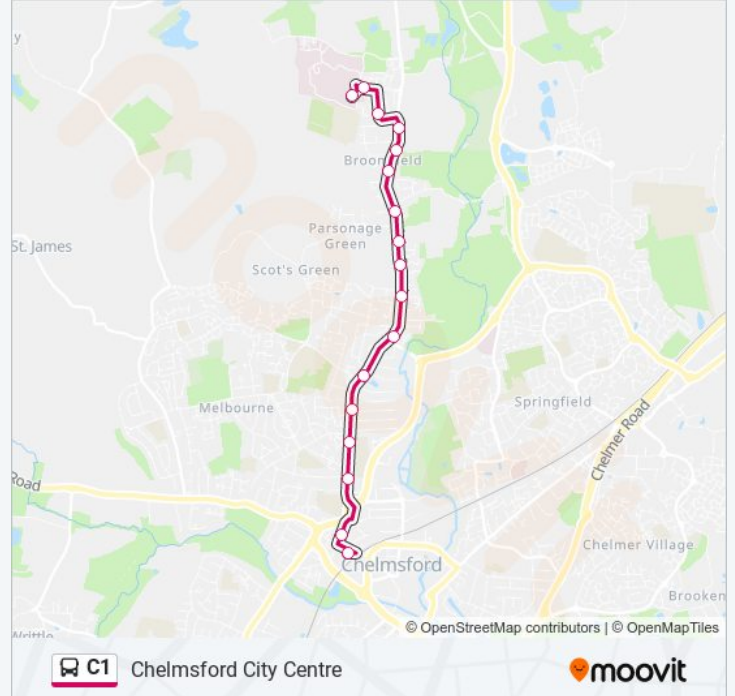 y
Broomfield
Parsonage
Green
St. James
Scot's Green
Melbourne
Springfield
Chelmer Road
Road
Chelmer Village
Chelmsford
Brooken
Writtle
© OpenStreetMap contributors | © OpenMapTiles
C1 Chelmsford City Centre
moovit